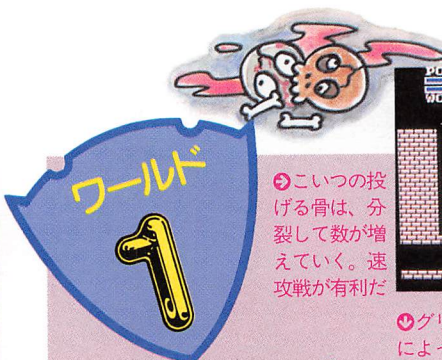 ワールド
1
➲こいつの投
げる骨は、分
裂して数が増
えていく。速
攻戦が有利だ
によっ